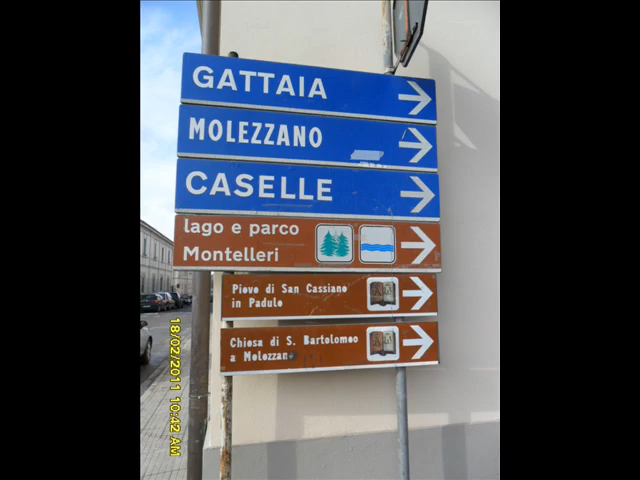 GATTAIA
MOLEZZANO
CASELLE
lago e parco
Montelleri
Pieve di San Cassiano
in Padule
Chiesa di S. Bartolomeo
a Molezzano
18/02/2011 10:42 AM